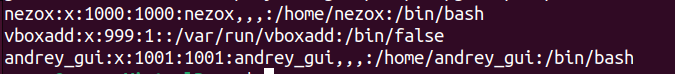 nezox:x:1000:1000:nezox,,,:/home/nezox:/bin/bash
vboxadd:x:999:1::/var/run/vboxadd:/bin/false
andrey_gui:x:1001:1001:andrey_gui,,,:/home/andrey_gui:/bin/bash